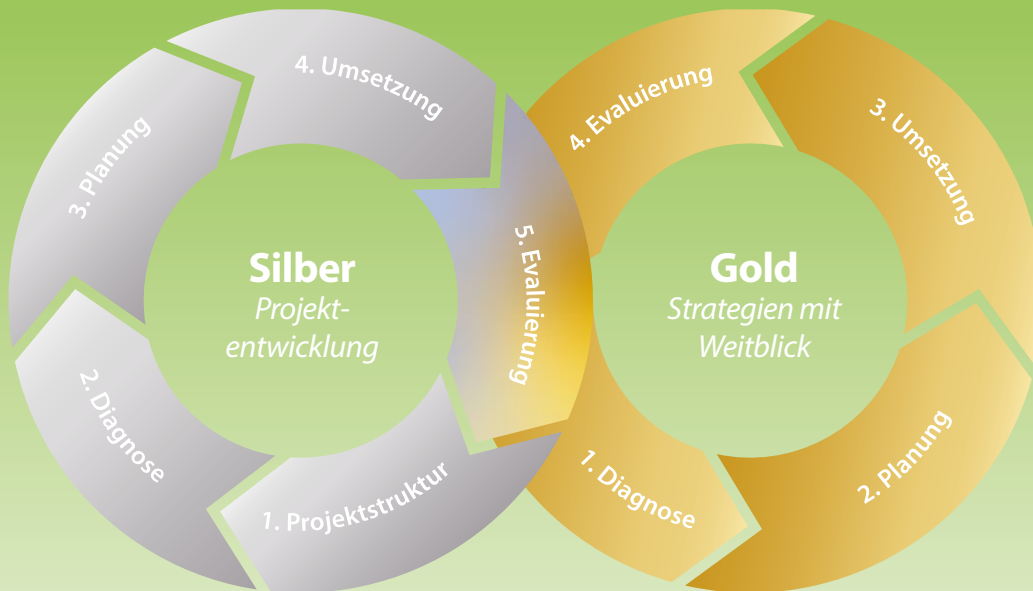 Silber
Projekt-
entwicklung
1. Projektstruktur
2. Diagnose
3. Planung
4. Umsetzung
5. Evaluierung
Gold
Strategien mit
Weitblick
1. Diagnose
2. Planung
3. Umsetzung
4. Evaluierung